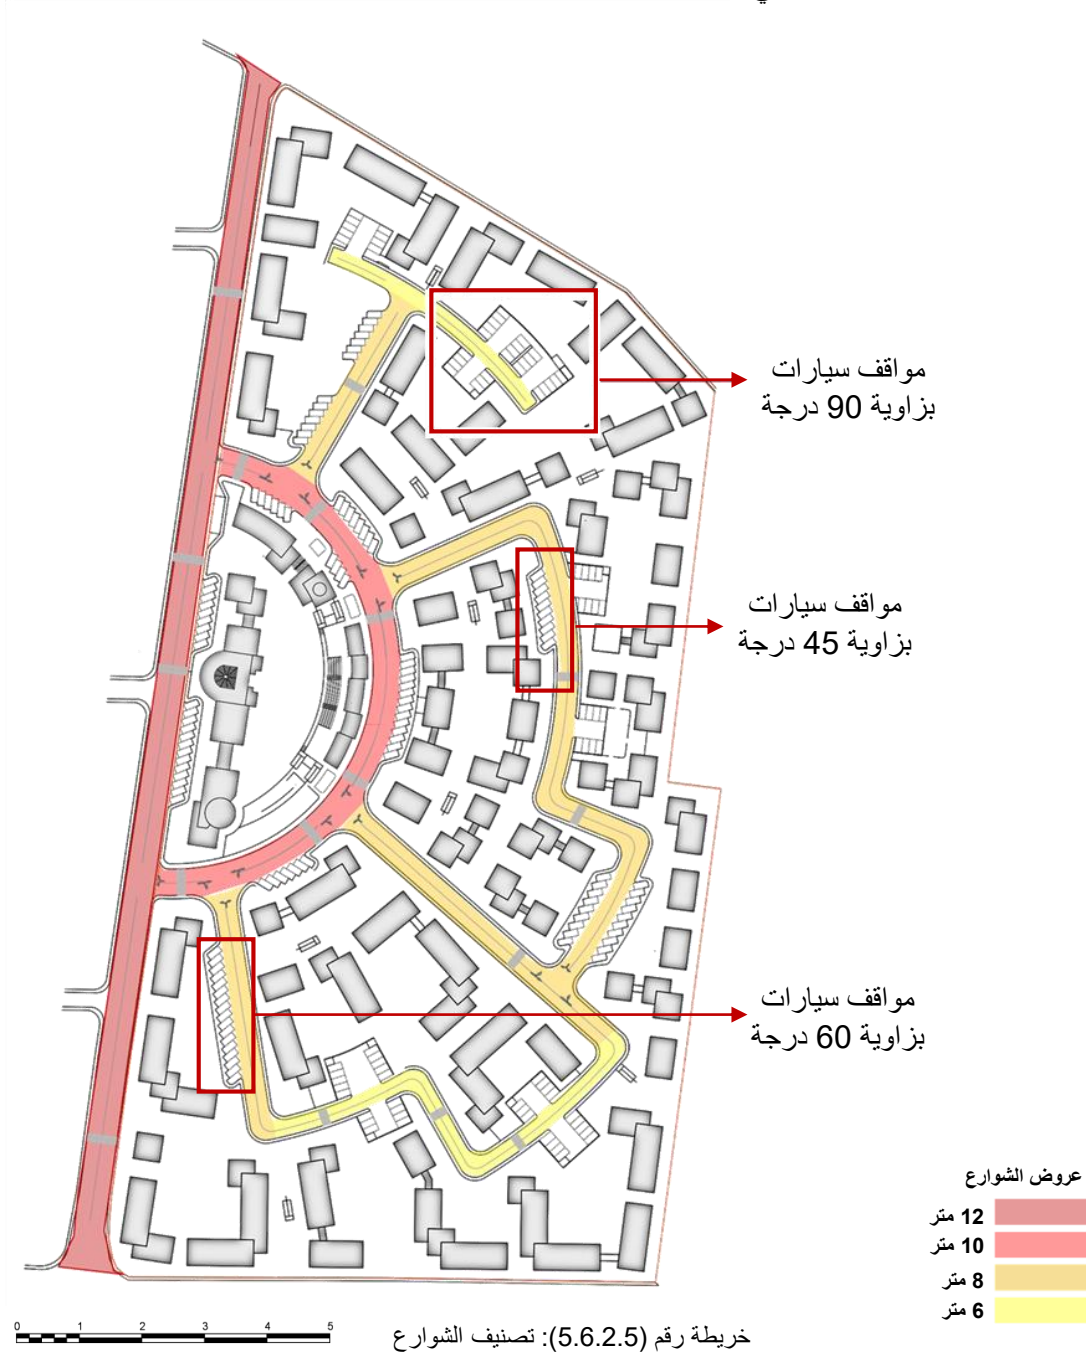 في
مواقف سيارات
بزاوية 90 درجة
مواقف سيارات
بزاوية 45 درجة
مواقف سيارات
بزاوية 60 درجة
عروض الشوارع
12 متر
10 متر
8 متر
6 متر
0 1 2 3 4 5
خريطة رقم (5.6.2.5): تصنيف الشوارع